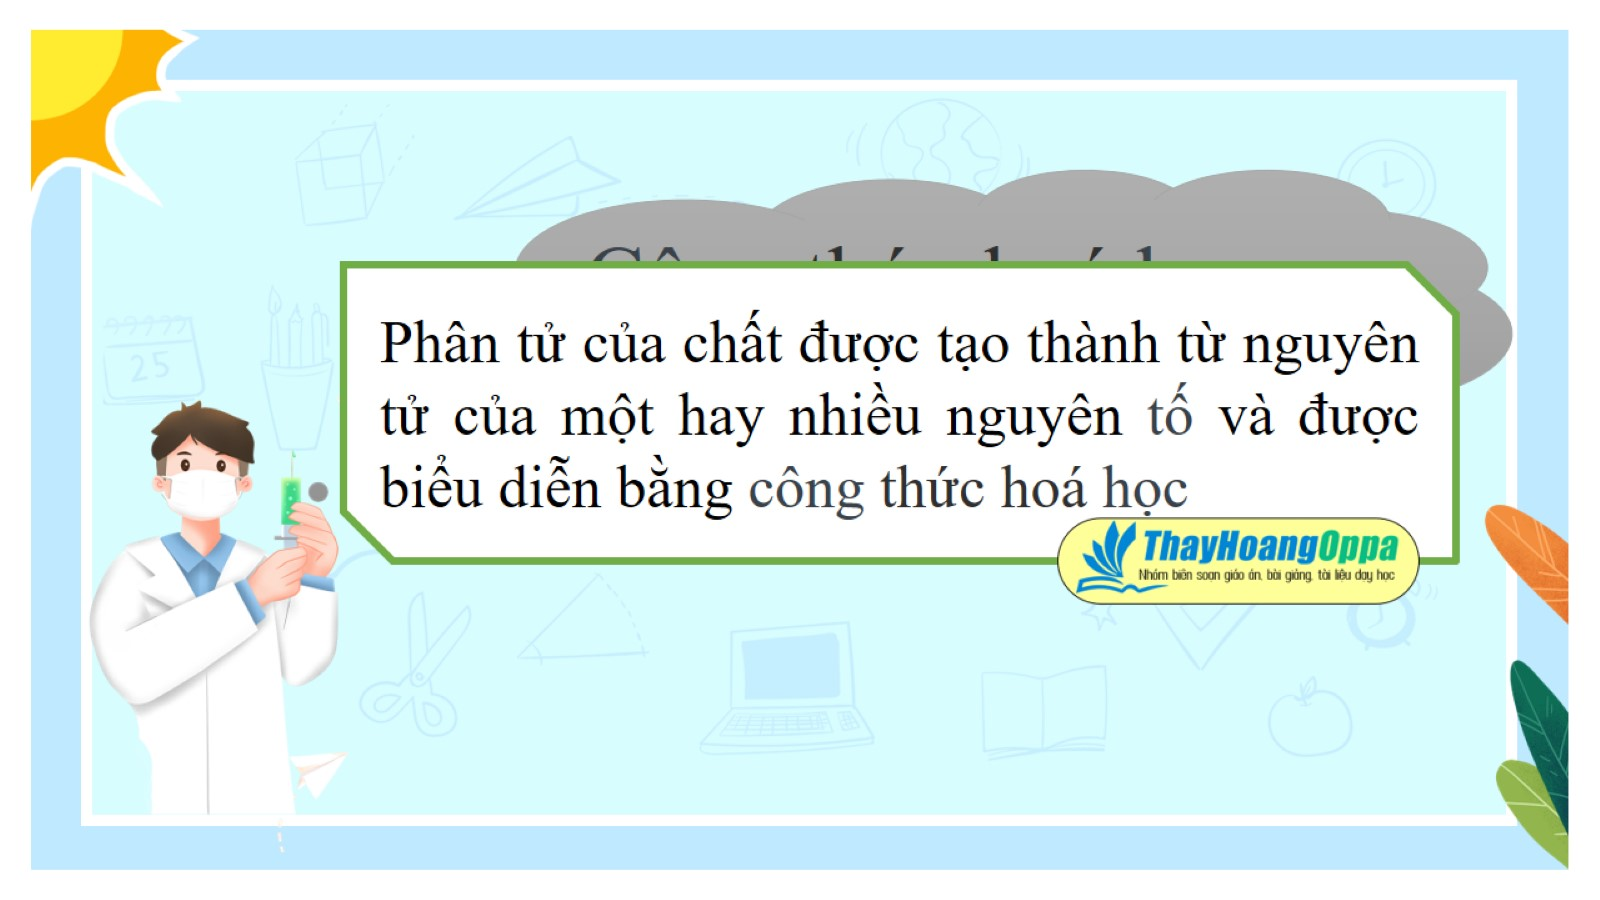 Phân tử của chất được tạo thành từ nguyên
tử của một hay nhiều nguyên tố và được
biểu diễn bằng công thức hoá học
ThayHoangOppa
Nhóm biên soạn giáo án, bài giảng, tài liệu dạy học
25